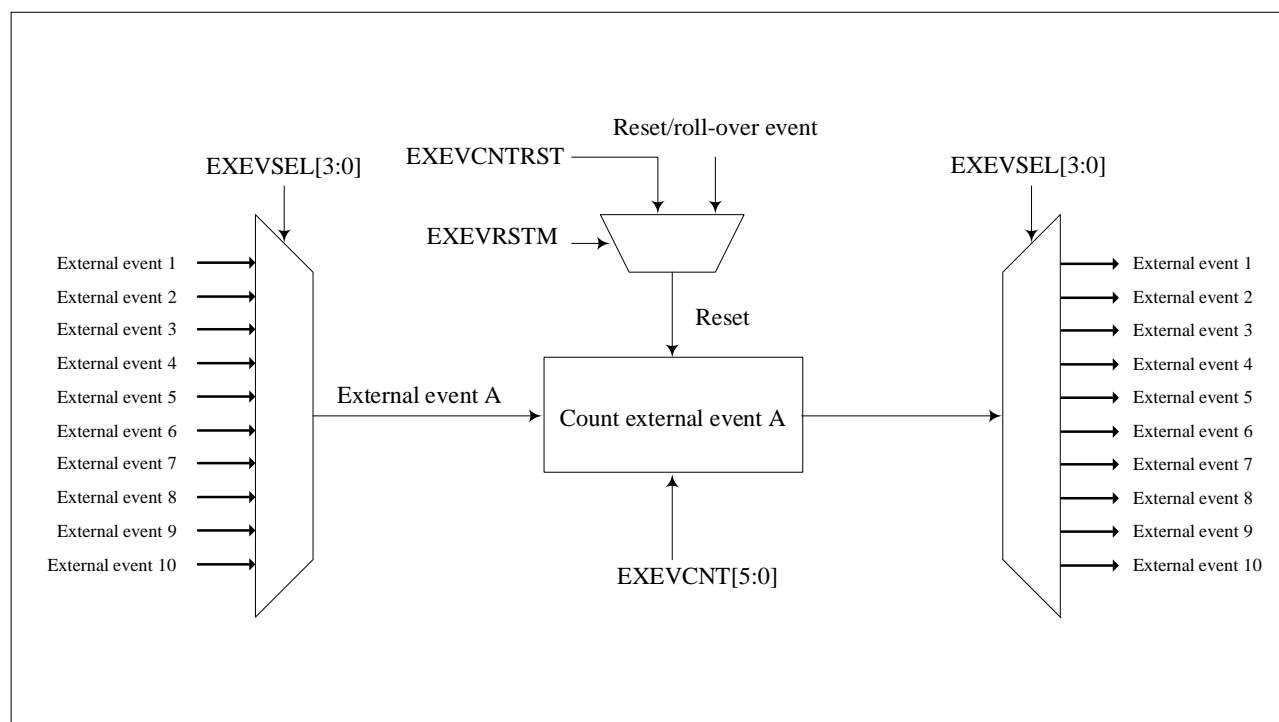 Reset/roll-over event
EXEVCNTRST
EXEVSEL[3:0]
EXEVSEL[3:0]
EXEVRSTM
External event 1
External event 2
External event 3
External event 4
External event 5
External event 6
External event 7
External event 8
External event 9
External event 10
Reset
External event A
Count external event A
EXEVCNT[5:0]
External event 1
External event 2
External event 3
External event 4
External event 5
External event 6
External event 7
External event 8
External event 9
External event 10